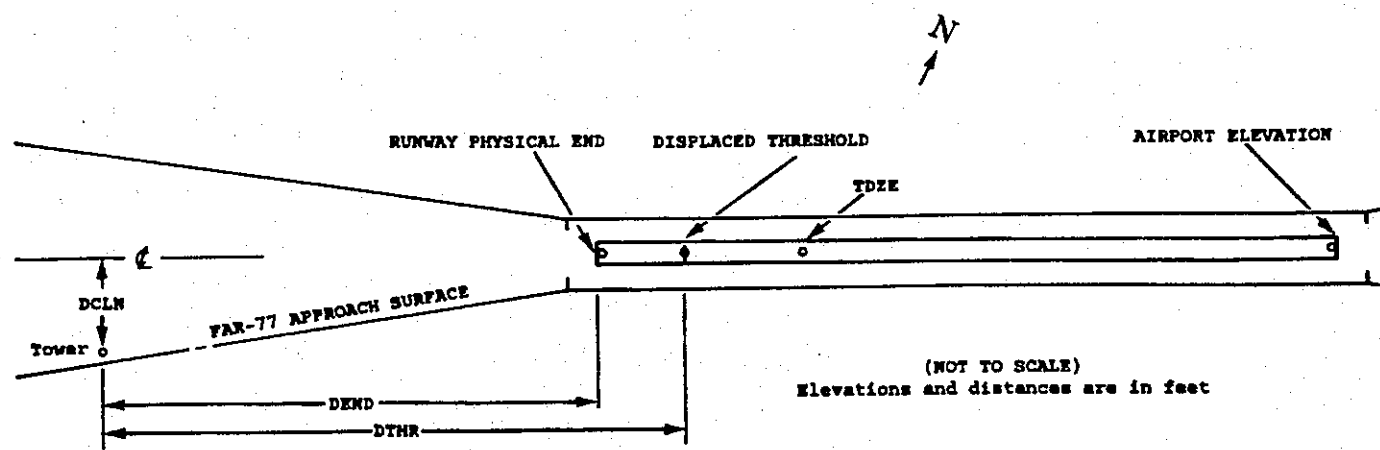 N
RUNWAY PHYSICAL END
DISPLACED THRESHOLD
AIRPORT ELEVATION
TDZE
℄
DCLN
FAR-77 APPROACH SURFACE
Towar
(NOT TO SCALE)
Elevations and distances are in feet
DEND
DTHR